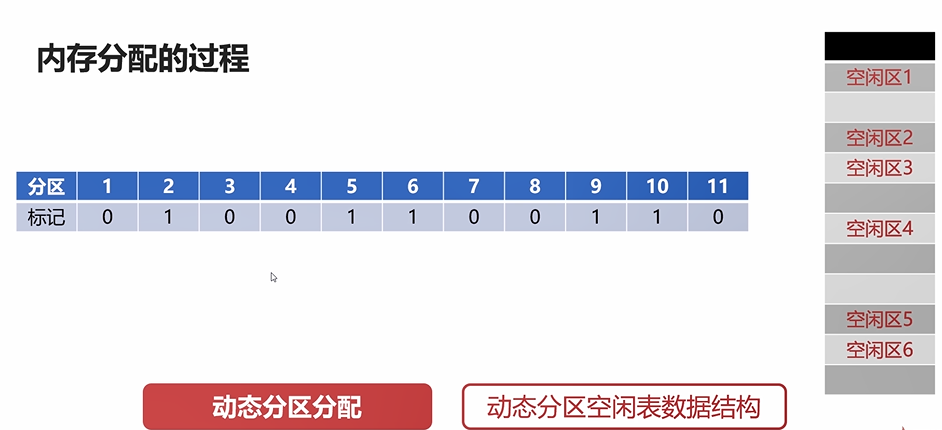 内存分配的过程
空闲区1
空闲区2
空闲区3
空闲区4
空闲区5
空闲区6
分区 1 2 3 4 5 6 7 8 9 10 11
标记 0 1 0 0 1 1 0 0 1 1 0
动态分区分配
动态分区空闲表数据结构